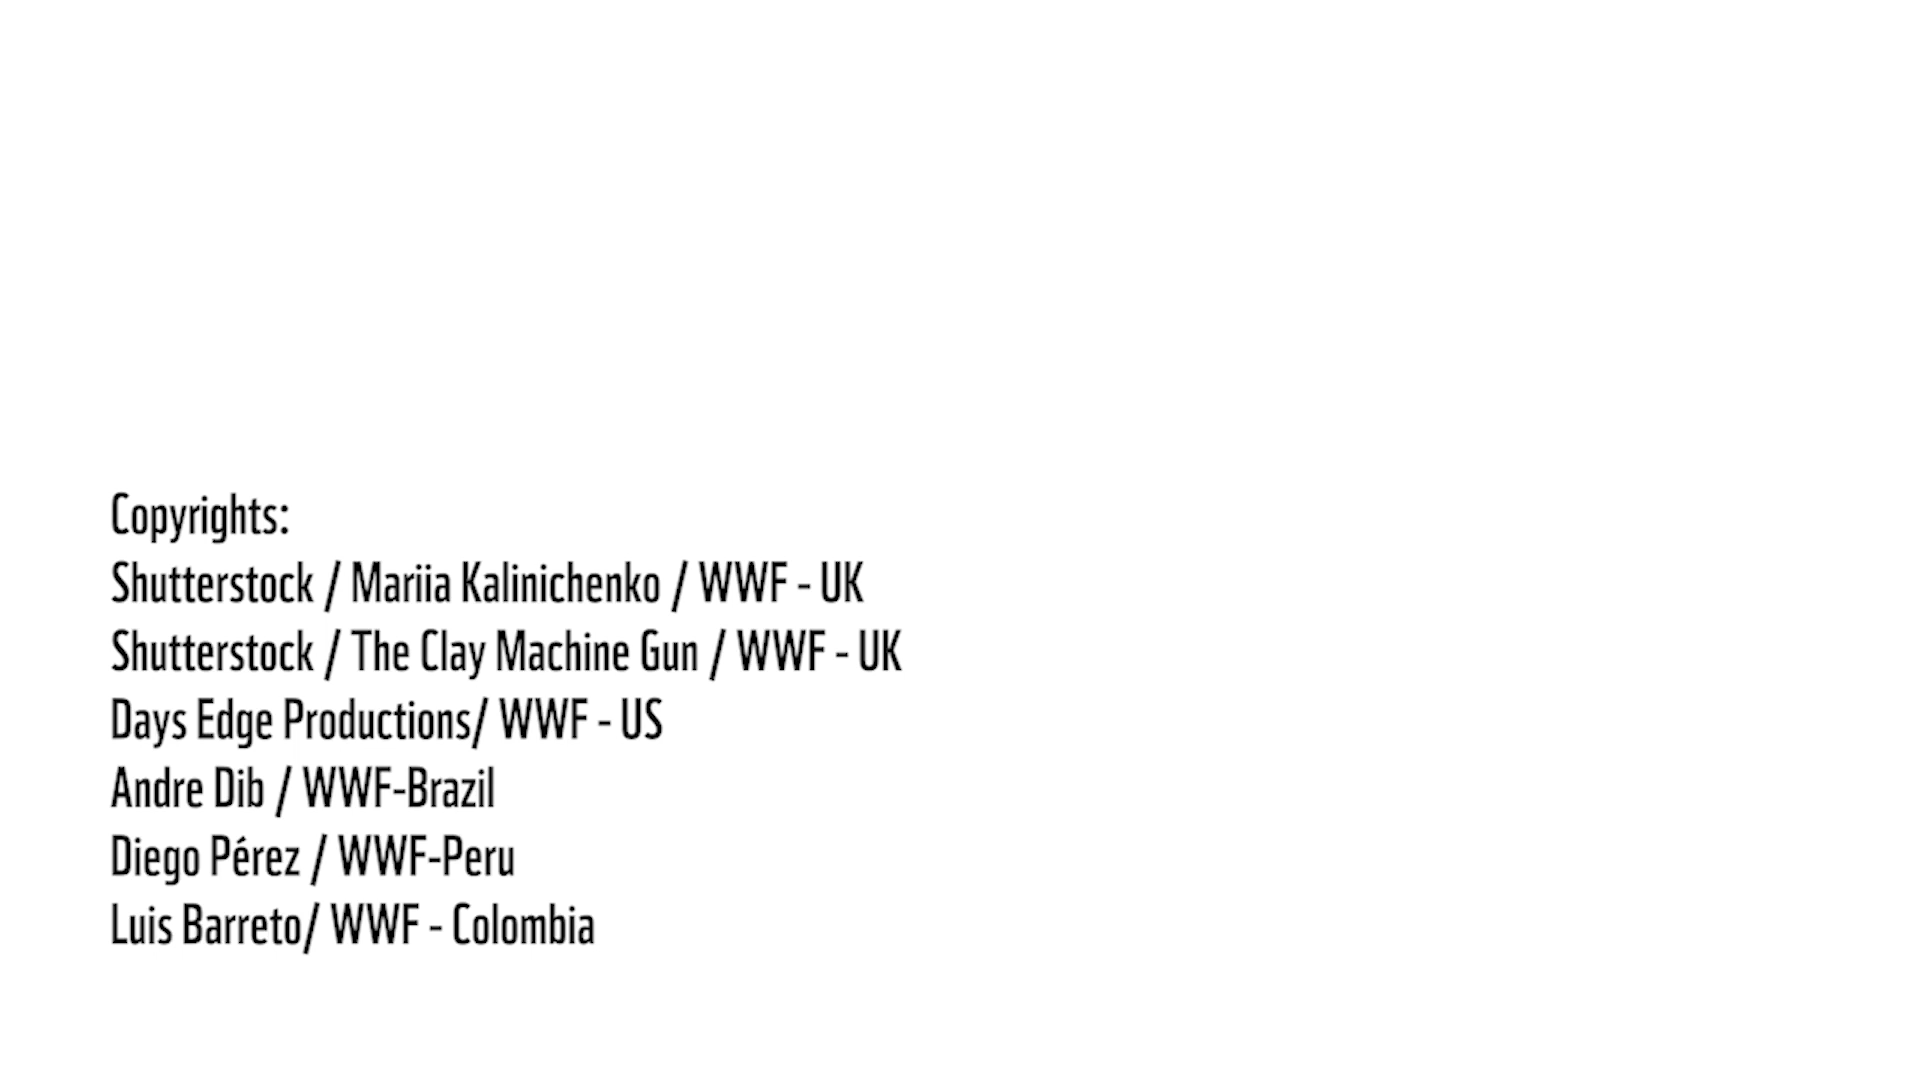 Copyrights:
Shutterstock / Mariia Kalinichenko / WWF - UK
Shutterstock / The Clay Machine Gun / WWF - UK
Days Edge Productions/ WWF - US
Andre Dib / WWF-Brazil
Diego Pérez / WWF-Peru
Luis Barreto/ WWF - Colombia